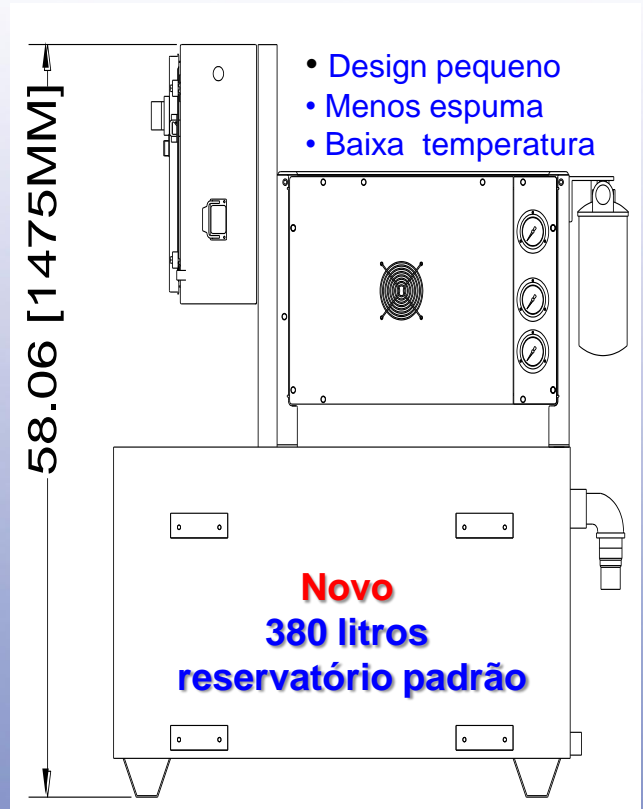 58.06 [1475MM]
• Design pequeno
• Menos espuma
• Baixa temperatura
Novo
380 litros
reservatório padrão